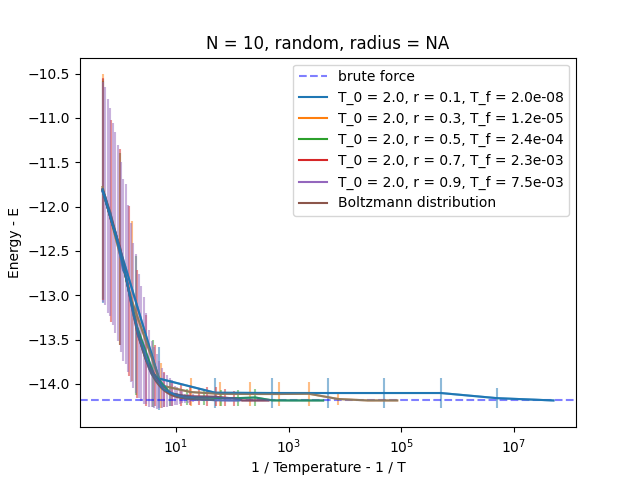 N = 10, random, radius = NA
brute force
T_0 = 2.0, r = 0.1, T_f = 2.0e-08
T_0 = 2.0, r = 0.3, T_f = 1.2e-05
T_0 = 2.0, r = 0.5, T_f = 2.4e-04
T_0 = 2.0, r = 0.7, T_f = 2.3e-03
T_0 = 2.0, r = 0.9, T_f = 7.5e-03
Boltzmann distribution
Energy - E
−10.5
−11.0
−11.5
−12.0
−12.5
−13.0
−13.5
−14.0
10¹ 10³ 10⁵ 10⁷
1 / Temperature - 1 / T